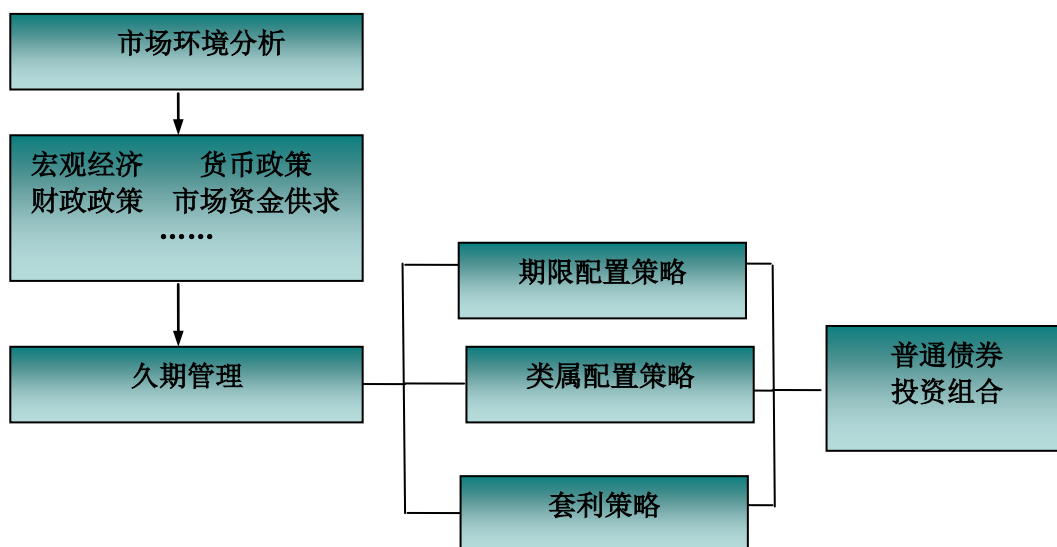 市场环境分析
宏观经济 货币政策
财政政策 市场资金供求
……
期限配置策略
久期管理
类属配置策略
普通债券
投资组合
套利策略